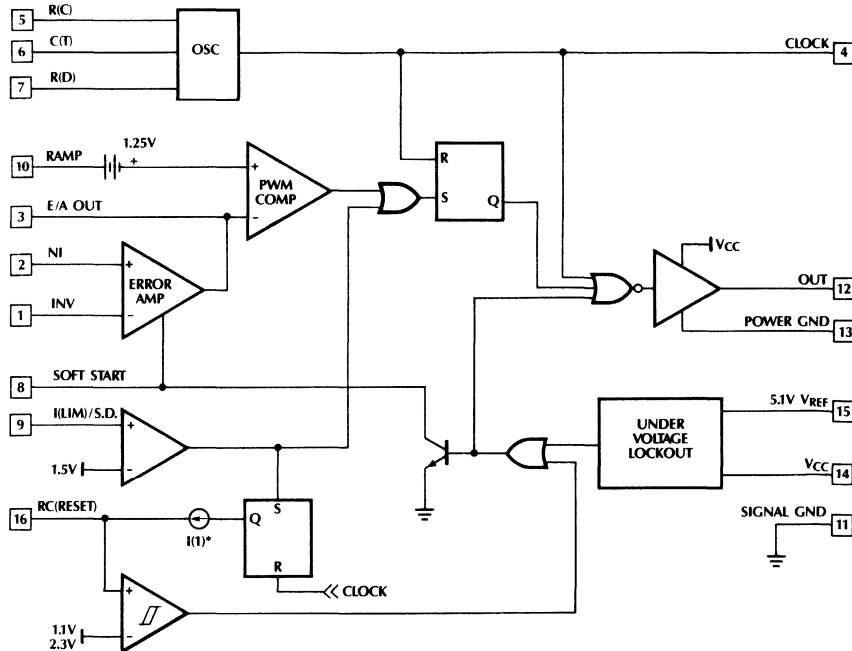 5 R(C)
6 C(T)
7 R(D)
OSC
CLOCK 4
10 RAMP
1.25V
+
+
PWM
COMP
−
R
S
Q
3 E/A OUT
2 NI
+
ERROR
AMP
1 INV
−
VCC
OUT 12
POWER GND 13
8 SOFT START
9 I(LIM)/S.D.
+
1.5V
−
UNDER
VOLTAGE
LOCKOUT
5.1V VREF 15
VCC 14
SIGNAL GND 11
16 RC(RESET)
I(1)*
S
Q
R
CLOCK
+
1.1V
2.3V
−